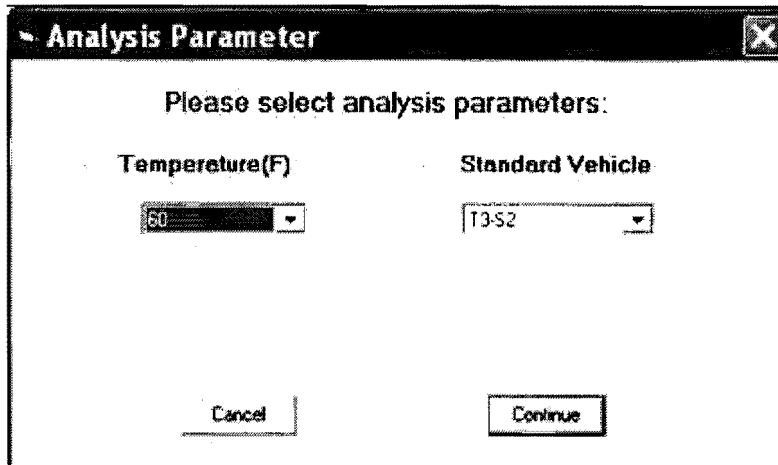 Analysis Parameter
Please select analysis parameters:
Temperature(F) Standard Vehicle
60 T3-S2
Cancel Continue